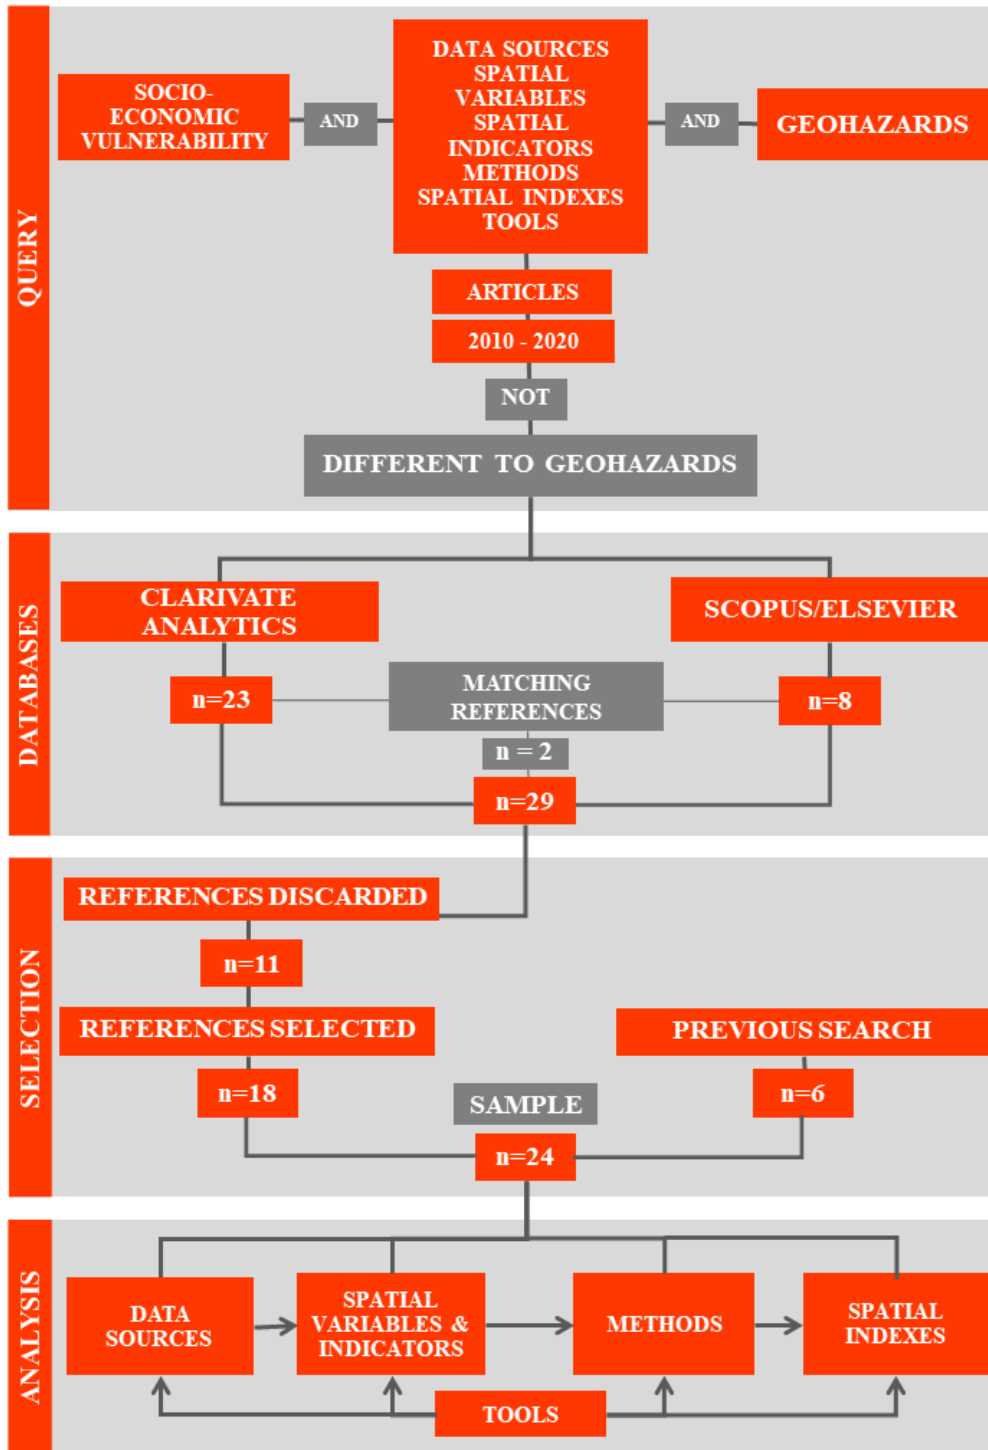 QUERY
SOCIO-
ECONOMIC
VULNERABILITY
AND
DATA SOURCES
SPATIAL
VARIABLES
SPATIAL
INDICATORS
METHODS
SPATIAL INDEXES
TOOLS
AND
GEOHAZARDS
ARTICLES
2010 - 2020
NOT
DIFFERENT TO GEOHAZARDS
DATABASES
CLARIVATE
ANALYTICS
SCOPUS/ELSEVIER
n=23
MATCHING
REFERENCES
n=8
n = 2
n=29
SELECTION
REFERENCES DISCARDED
n=11
REFERENCES SELECTED
PREVIOUS SEARCH
n=18
SAMPLE
n=6
n=24
ANALYSIS
DATA
SOURCES
SPATIAL
VARIABLES &
INDICATORS
METHODS
SPATIAL
INDEXES
TOOLS